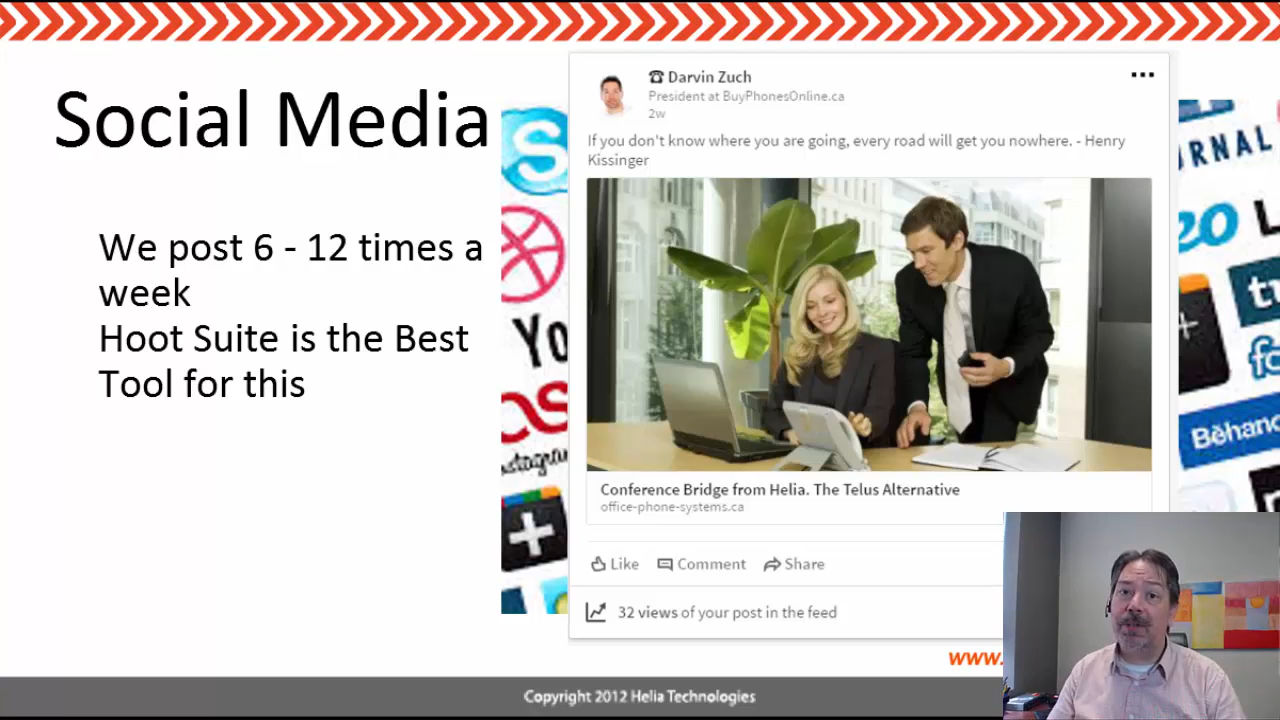 Social Media
We post 6 - 12 times a
week
Hoot Suite is the Best
Tool for this
☎ Darvin Zuch
President at BuyPhonesOnline.ca
2w
If you don't know where you are going, every road will get you nowhere. - Henry
Kissinger
Conference Bridge from Helia. The Telus Alternative
office-phone-systems.ca
Like Comment Share
32 views of your post in the feed
www.
Copyright 2012 Helia Technologies